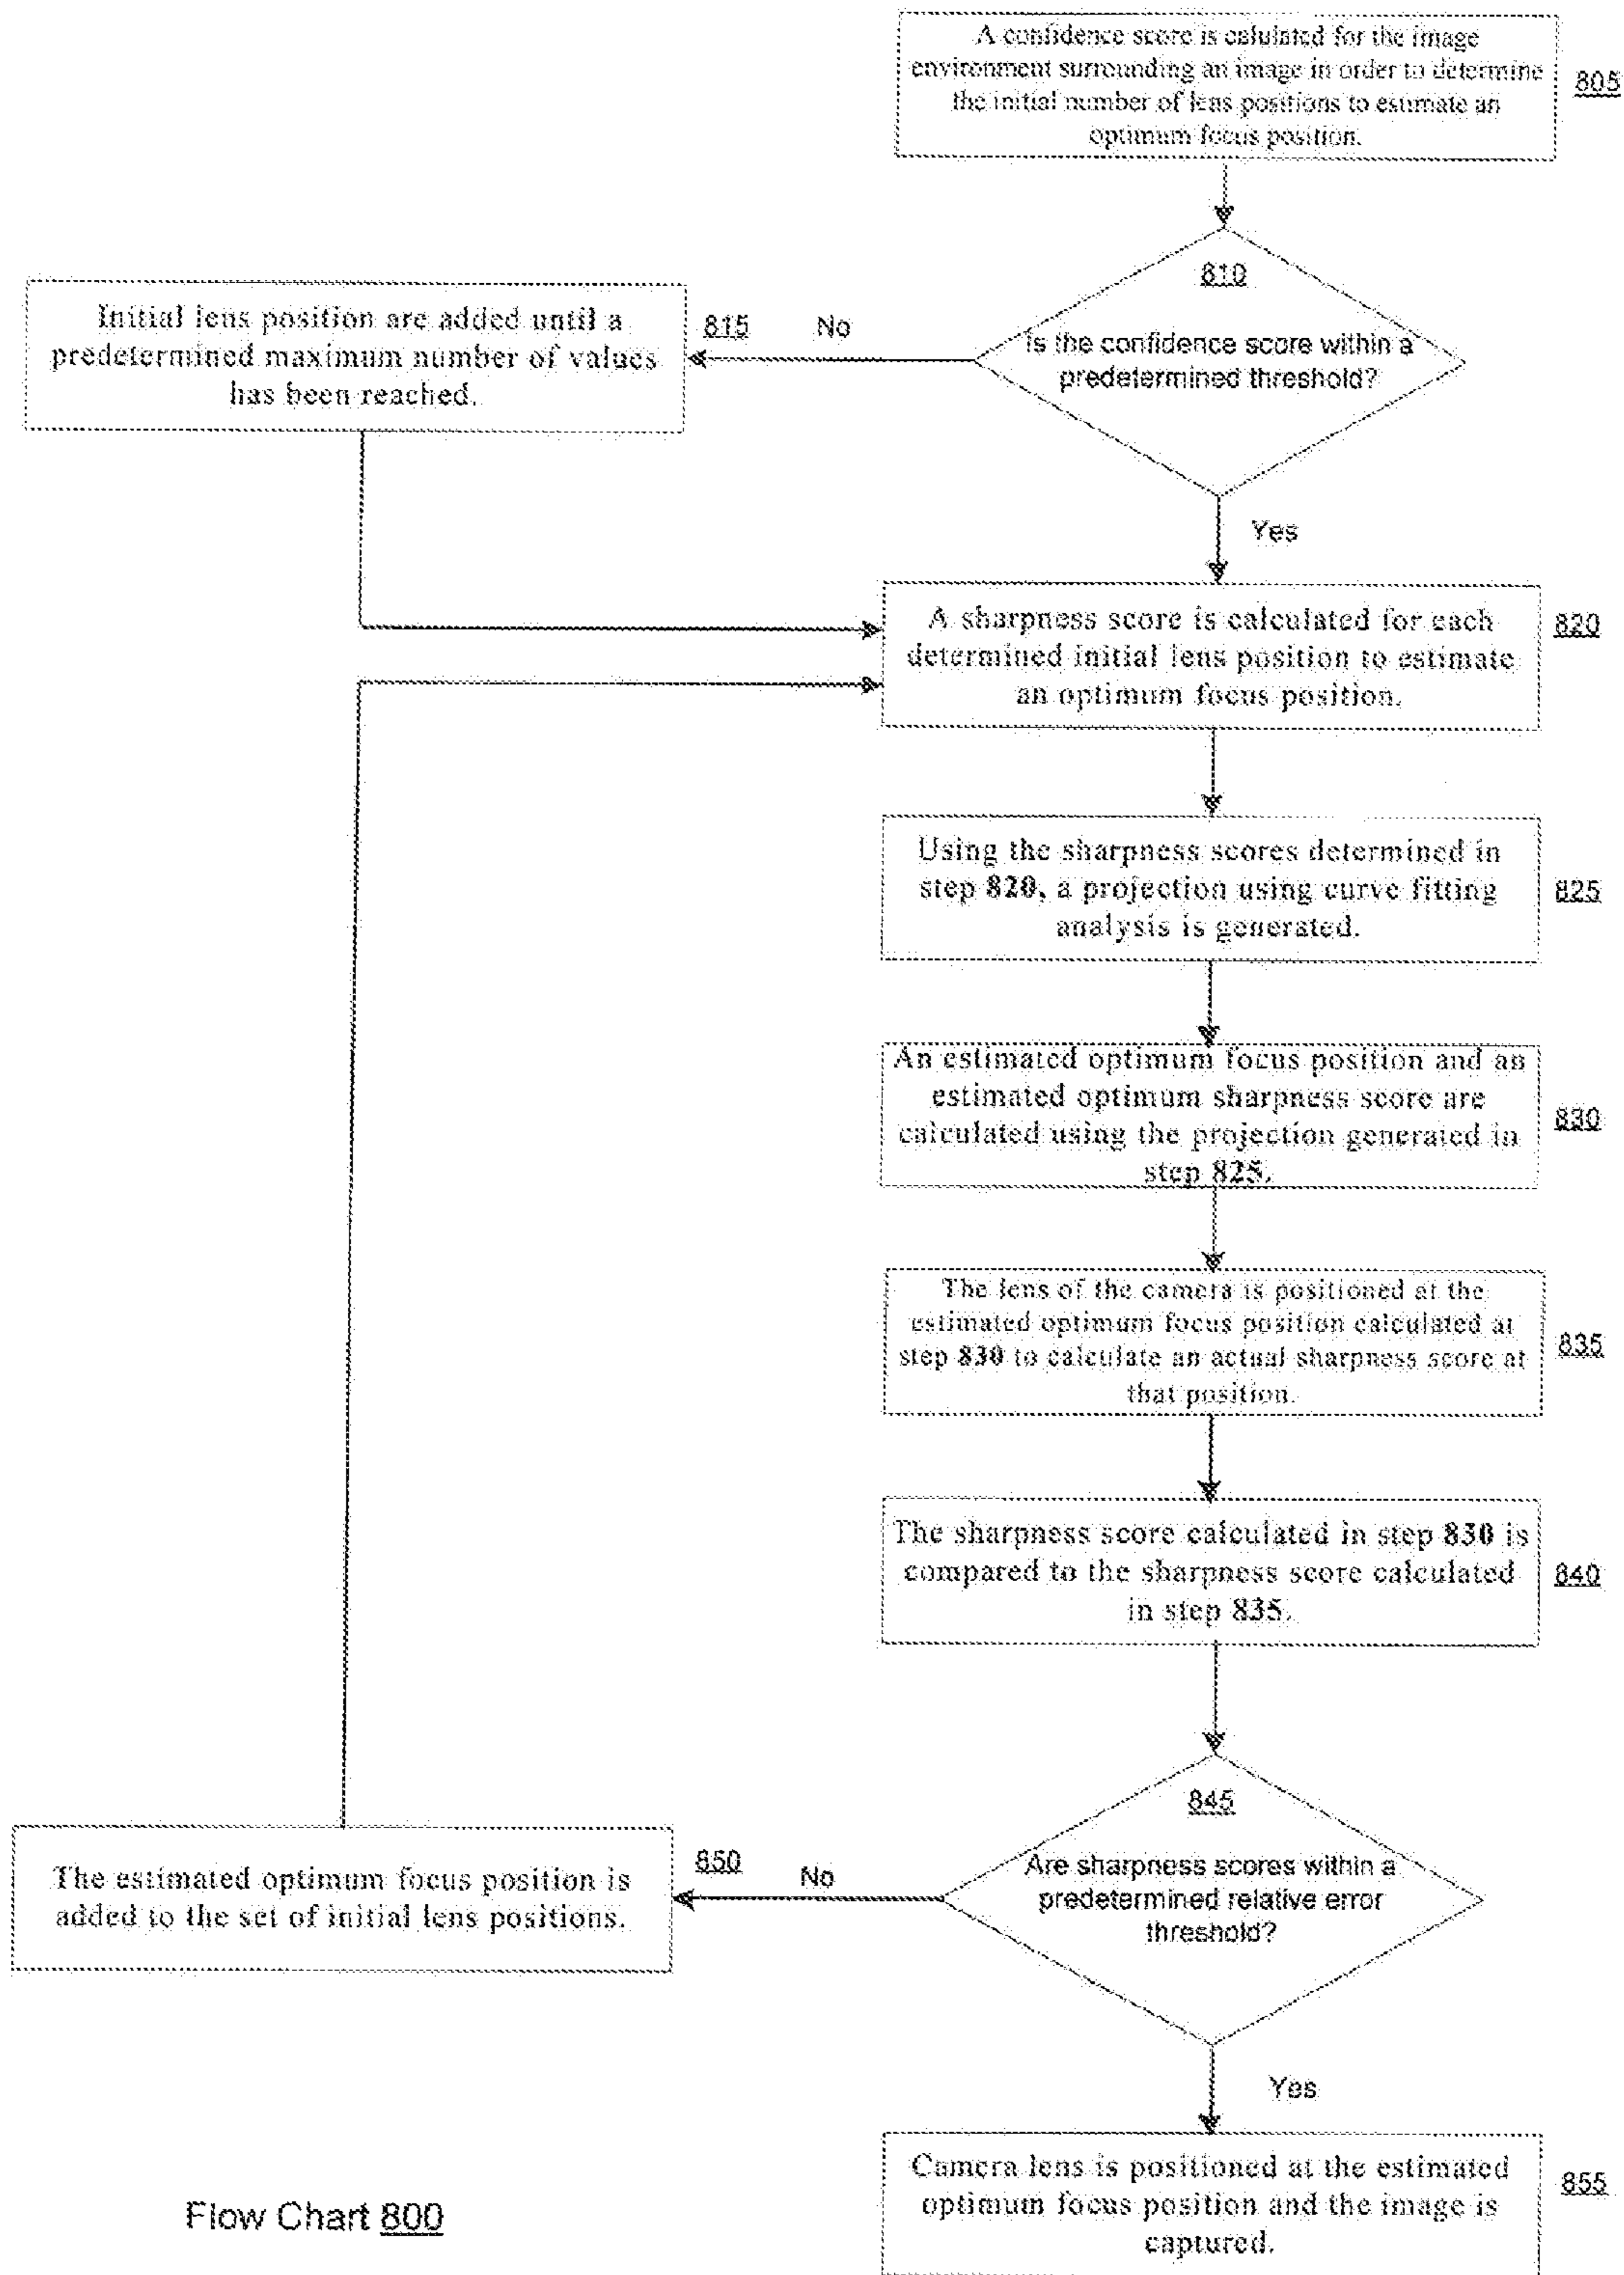 A confidence score is calulated for the image
environment surrounding an image in order to determine
the initial number of lens positions to estimate an
optimum focus position.
805
810
Is the confidence score within a
predetermined threshold?
815
No
Initial lens position are added until a
predetermined maximum number of values
has been reached.
Yes
A sharpness score is calculated for each
determined initial lens position to estimate
an optimum focus position.
820
Using the sharpness scores determined in
step 820, a projection using curve fitting
analysis is generated.
825
An estimated optimum focus position and an
estimated optimum sharpness score are
calculated using the projection generated in
step 825.
830
The lens of the camera is positioned at the
estimated optimum focus position calculated at
step 830 to calculate an actual sharpness score at
that position.
835
The sharpness score calculated in step 830 is
compared to the sharpness score calculated
in step 835.
840
845
Are sharpness scores within a
predetermined relative error
threshold?
850
No
The estimated optimum focus position is
added to the set of initial lens positions.
Yes
Camera lens is positioned at the estimated
optimum focus position and the image is
captured.
855
Flow Chart 800